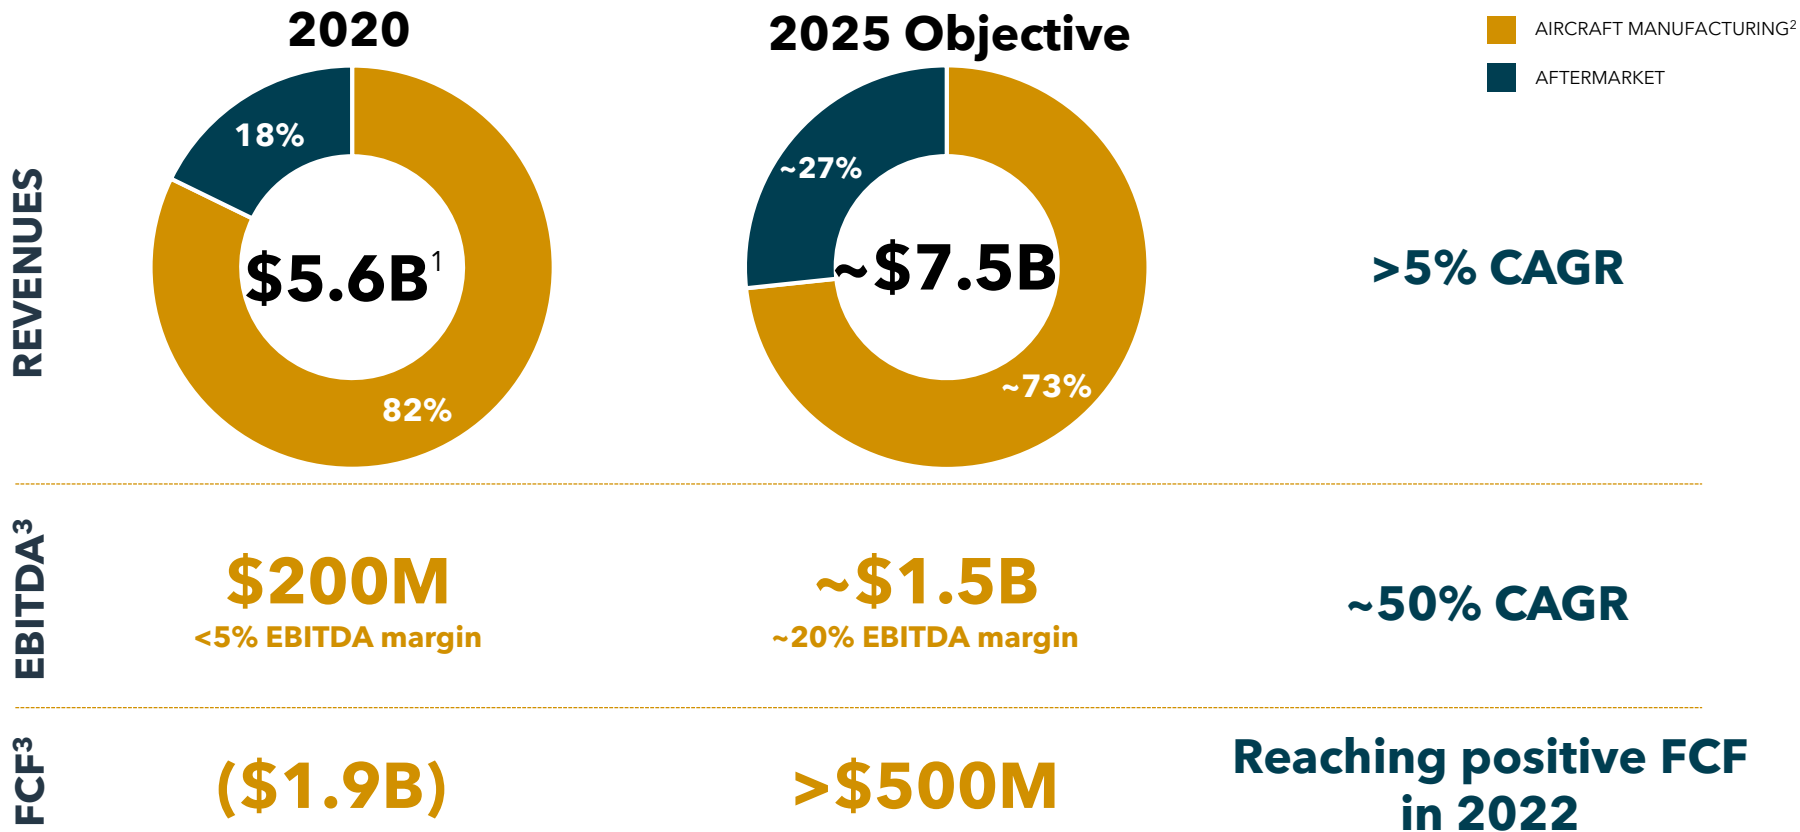 2020
2025 Objective
AIRCRAFT MANUFACTURING²
AFTERMARKET
REVENUES
18%
$5.6B¹
82%
~27%
~$7.5B
~73%
>5% CAGR
EBITDA³
$200M
<5% EBITDA margin
~$1.5B
~20% EBITDA margin
~50% CAGR
FCF³
($1.9B)
>$500M
Reaching positive FCF
in 2022